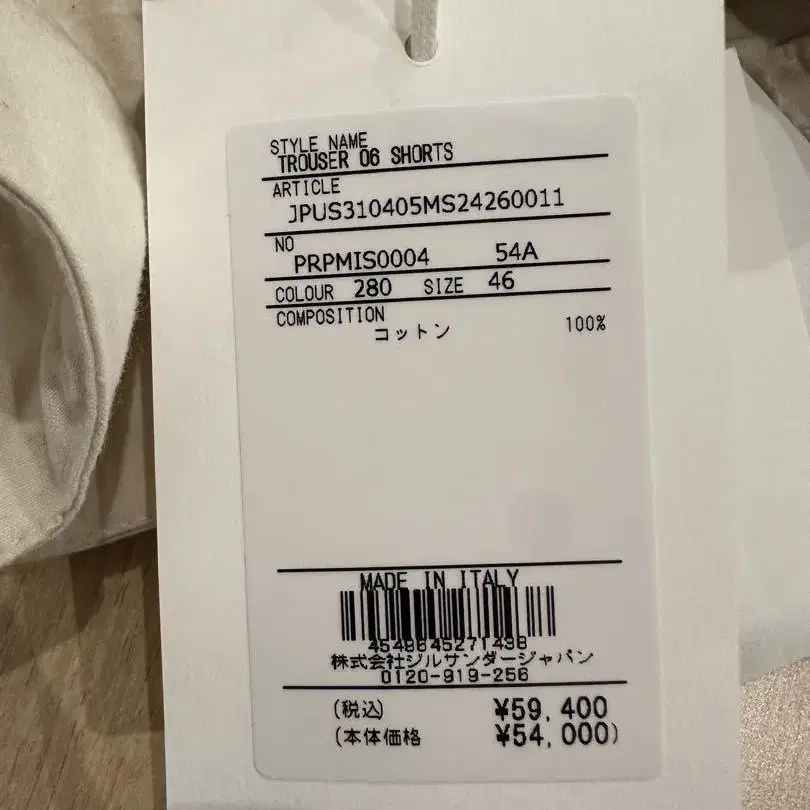 STYLE NAME
TROUSER 06 SHORTS
ARTICLE
JPUS310405MS24260011
NO
PRPMIS0004 54A
COLOUR 280 SIZE 46
COMPOSITION
コットン 100%
MADE IN ITALY
4549645271438
株式会社ジルサンダージャパン
0120-919-256
(税込) ¥59,400
(本体価格 ¥54,000)